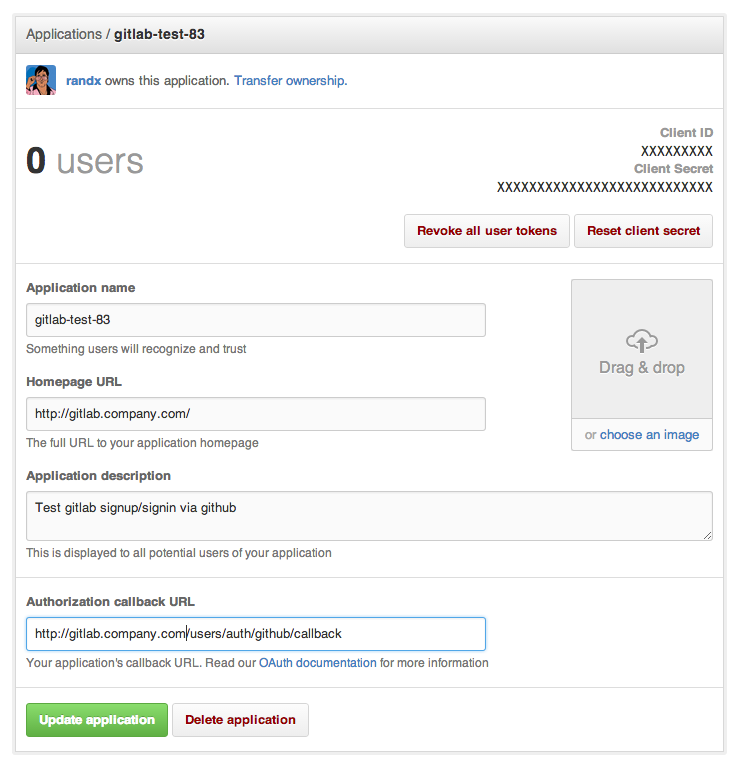 Applications / gitlab-test-83
randx owns this application. Transfer ownership.
0 users
Client ID
XXXXXXXXX
Client Secret
XXXXXXXXXXXXXXXXXXXXXXXXXXX
Revoke all user tokens
Reset client secret
Application name
gitlab-test-83
Something users will recognize and trust
Drag & drop
or choose an image
Homepage URL
http://gitlab.company.com/
The full URL to your application homepage
Application description
Test gitlab signup/signin via github
This is displayed to all potential users of your application
Authorization callback URL
http://gitlab.company.com/users/auth/github/callback
Your application's callback URL. Read our OAuth documentation for more information
Update application
Delete application